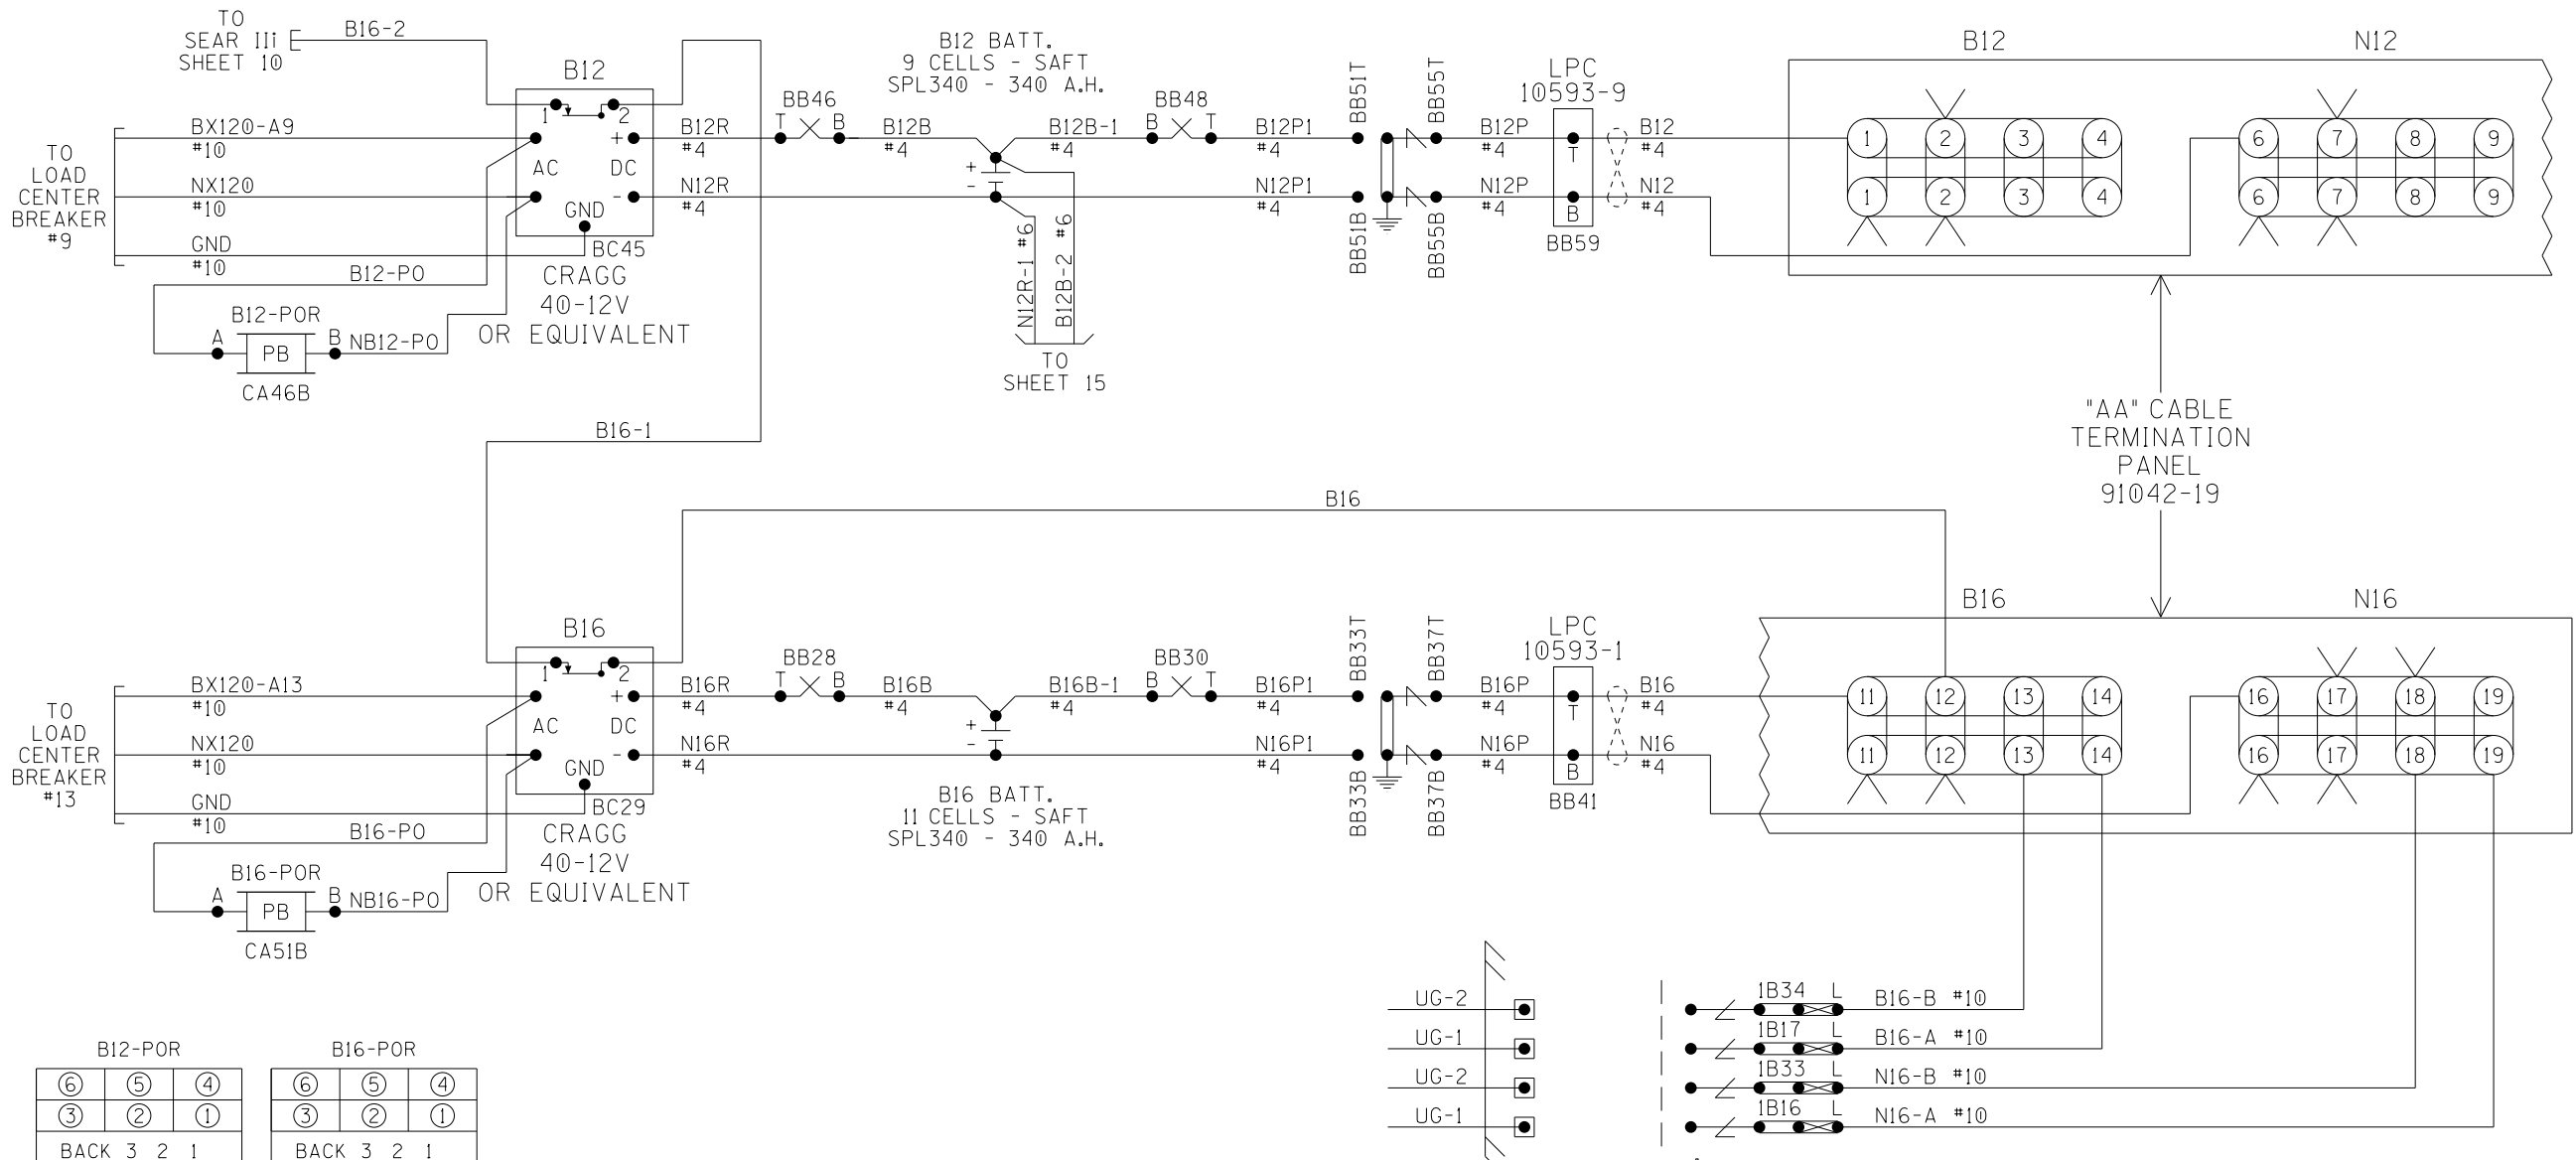 TO
SEAR IIi
SHEET 10
B16-2
B12
1
2
BX120-A9
#10
TO
LOAD
CENTER
BREAKER
#9
NX120
#10
GND
#10
AC
DC
+
-
GND
BC45
CRAGG
40-12V
OR EQUIVALENT
B12-PO
B12-POR
A
PB
B
NB12-PO
CA46B
B12R
#4
N12R
#4
BB46
T
B
B12B
#4
B12 BATT.
9 CELLS - SAFT
SPL340 - 340 A.H.
+
-
B12B-1
#4
BB48
B
T
N12R-1 #6
B12B-2 #6
TO
SHEET 15
B12P1
#4
N12P1
#4
BB51T
BB55T
BB51B
BB55B
B12P
#4
N12P
#4
LPC
10593-9
T
B
BB59
B12
#4
N12
#4
B12
N12
1 2 3 4
1 2 3 4
6 7 8 9
6 7 8 9
"AA" CABLE
TERMINATION
PANEL
91042-19
B16-1
B16
B16
1
2
BX120-A13
#10
TO
LOAD
CENTER
BREAKER
#13
NX120
#10
GND
#10
AC
DC
+
-
GND
BC29
CRAGG
40-12V
OR EQUIVALENT
B16-PO
B16-POR
A
PB
B
NB16-PO
CA51B
B16R
#4
N16R
#4
BB28
T
B
B16B
#4
+
-
B16 BATT.
11 CELLS - SAFT
SPL340 - 340 A.H.
B16B-1
#4
BB30
B
T
B16P1
#4
N16P1
#4
BB33T
BB37T
BB33B
BB37B
B16P
#4
N16P
#4
LPC
10593-1
T
B
BB41
B16
#4
N16
#4
B16
N16
11 12 13 14
11 12 13 14
16 17 18 19
16 17 18 19
UG-2
UG-1
UG-2
UG-1
1B34 L B16-B #10
1B17 L B16-A #10
1B33 L N16-B #10
1B16 L N16-A #10
B12-POR
6 5 4
3 2 1
BACK 3 2 1
B16-POR
6 5 4
3 2 1
BACK 3 2 1